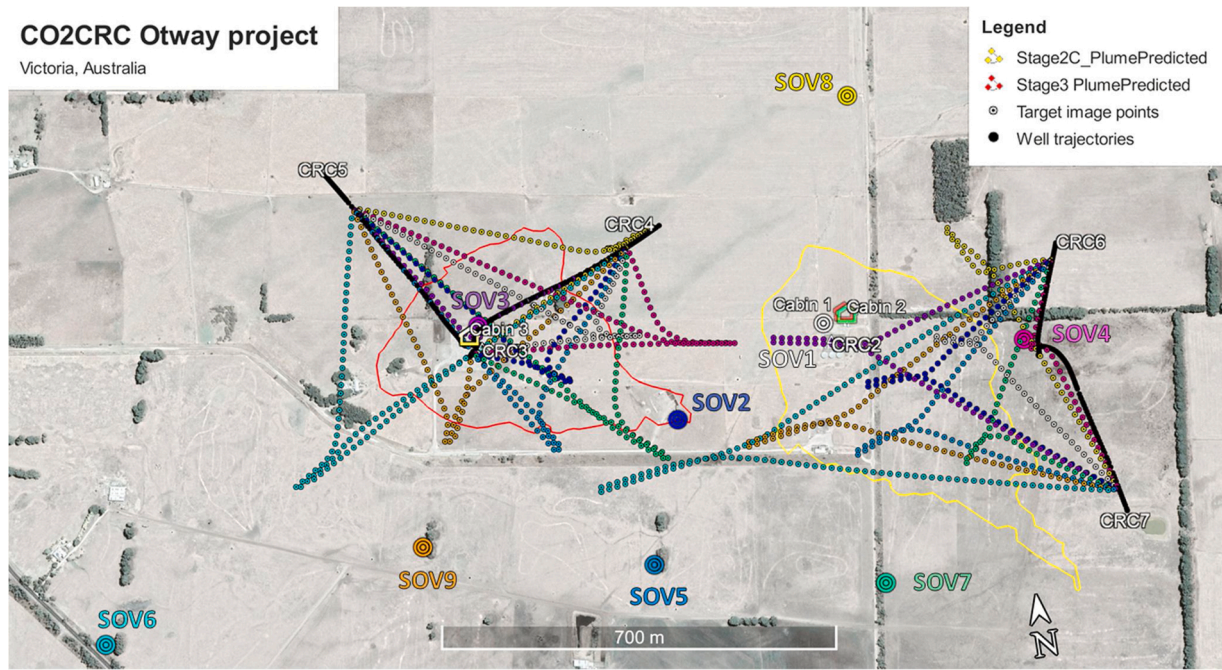 CO2CRC Otway project
Victoria, Australia
Legend
Stage2C_PlumePredicted
Stage3 PlumePredicted
Target image points
Well trajectories
SOV8
CRC5
CRC4
CRC6
SOV3
Cabin 3
CRC3
Cabin 1
Cabin 2
SOV1
CRC2
SOV4
SOV2
CRC7
SOV9
SOV5
SOV7
SOV6
700 m
N